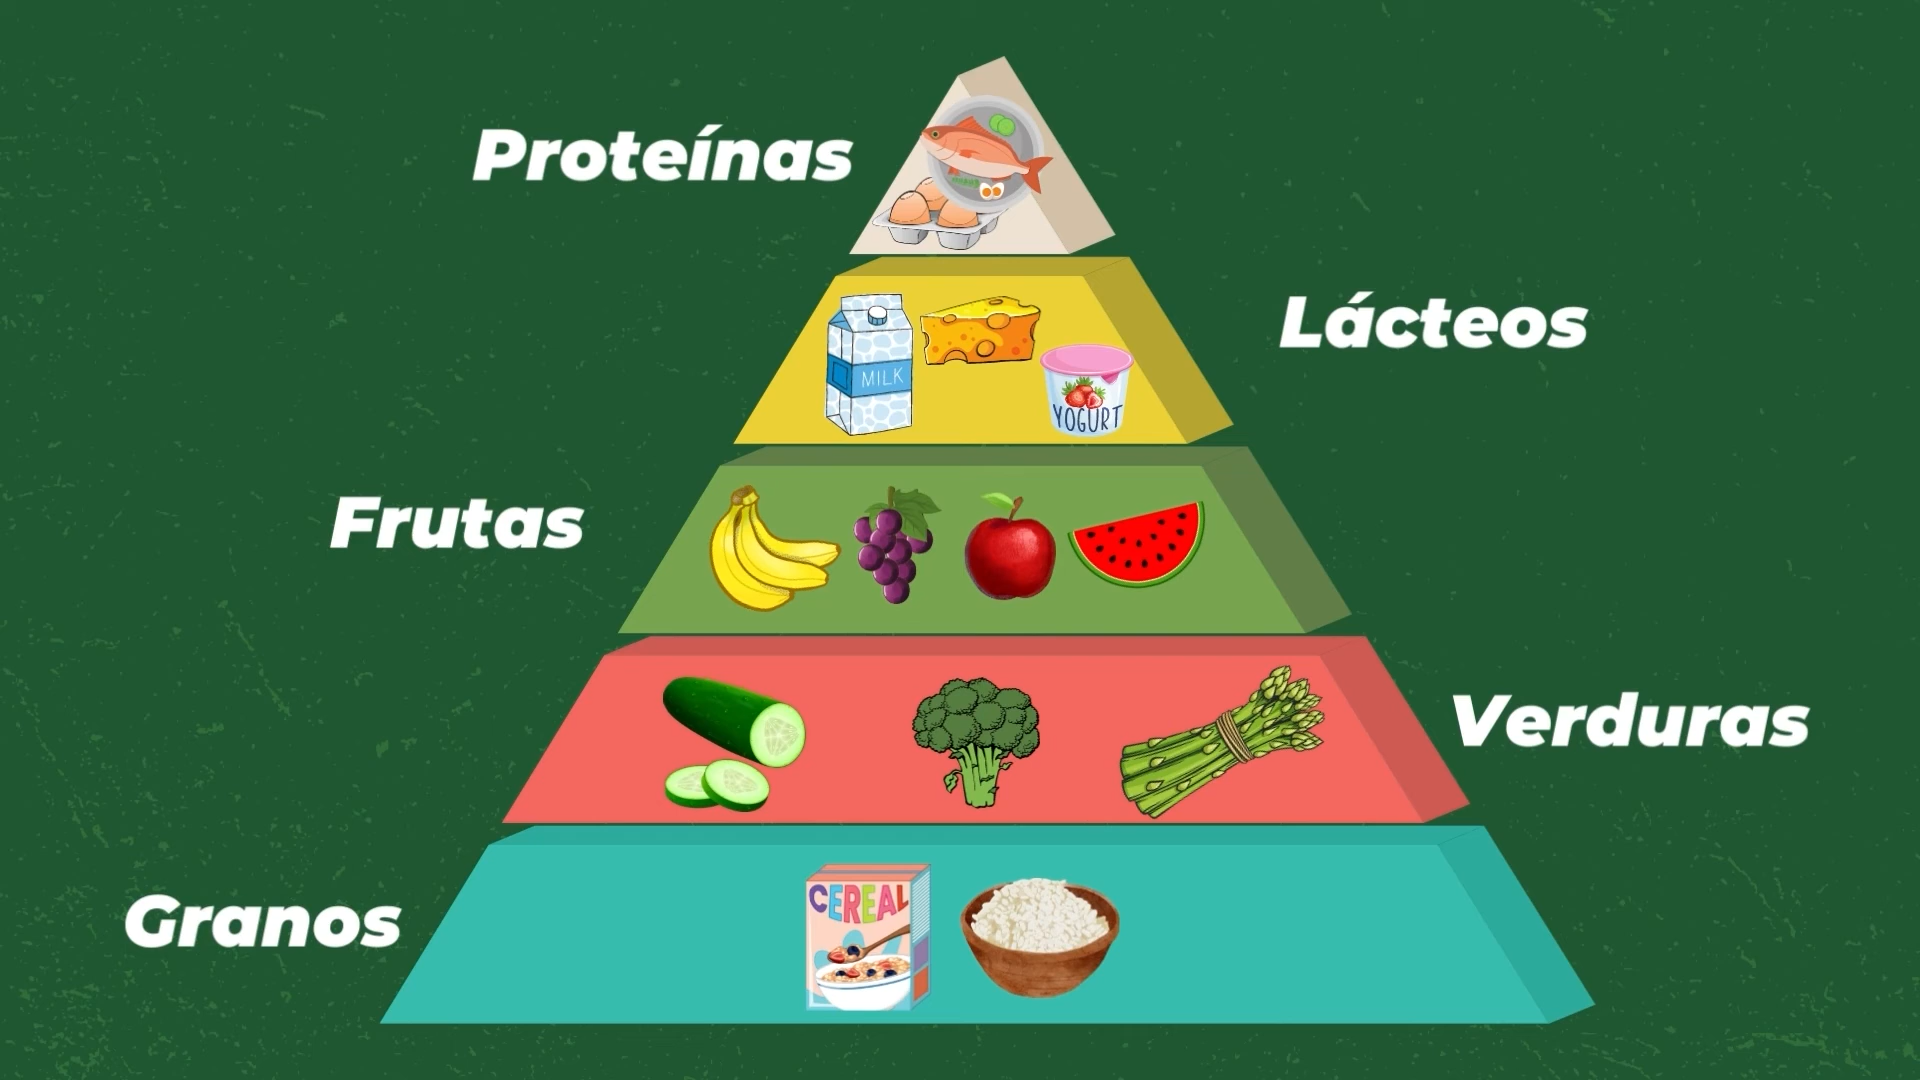 Proteínas
Lácteos
MILK
YOGURT
Frutas
Verduras
Granos
CEREAL